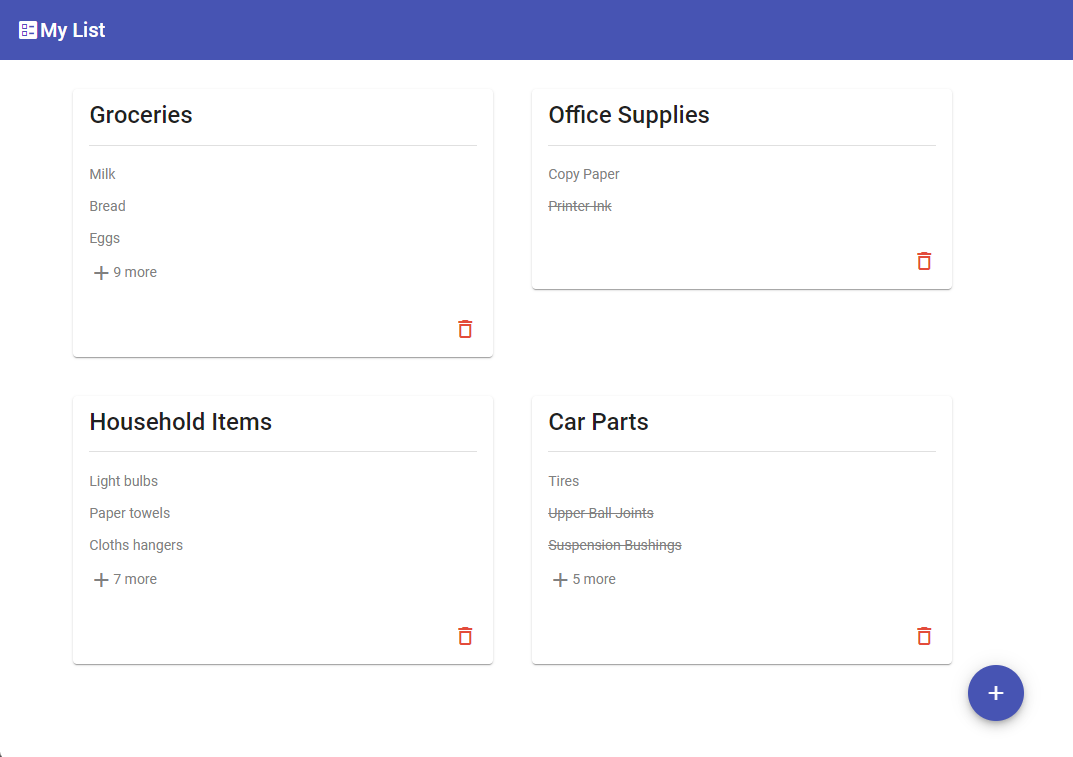 My List
Groceries
Milk
Bread
Eggs
+ 9 more
Office Supplies
Copy Paper
Printer Ink
Household Items
Light bulbs
Paper towels
Cloths hangers
+ 7 more
Car Parts
Tires
Upper Ball Joints
Suspension Bushings
+ 5 more
+